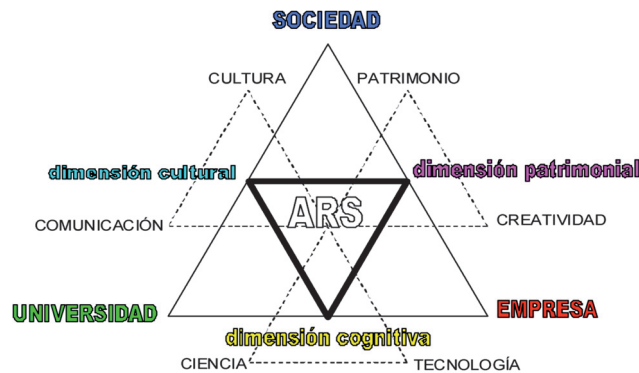 SOCIEDAD
CULTURA
PATRIMONIO
dimensión cultural
dimensión patrimonial
ARS
COMUNICACIÓN
CREATIVIDAD
UNIVERSIDAD
EMPRESA
dimensión cognitiva
CIENCIA
TECNOLOGÍA